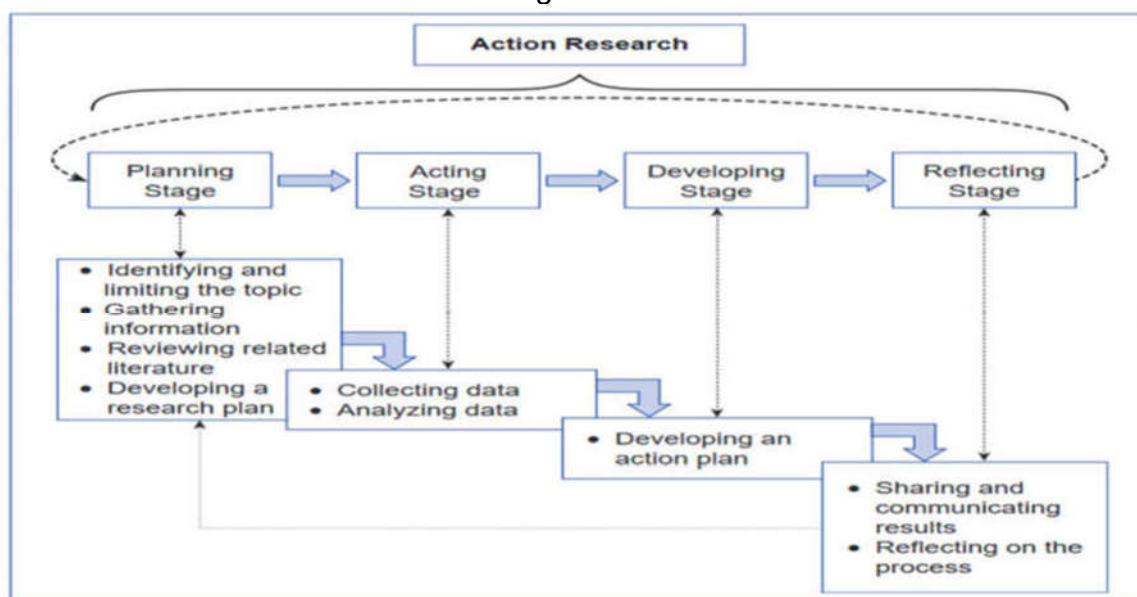 Action Research
Planning
Stage
Acting
Stage
Developing
Stage
Reflecting
Stage
• Identifying and
limiting the topic
• Gathering
information
• Reviewing related
literature
• Developing a
research plan
• Collecting data
• Analyzing data
• Developing an
action plan
• Sharing and
communicating
results
• Reflecting on the
process